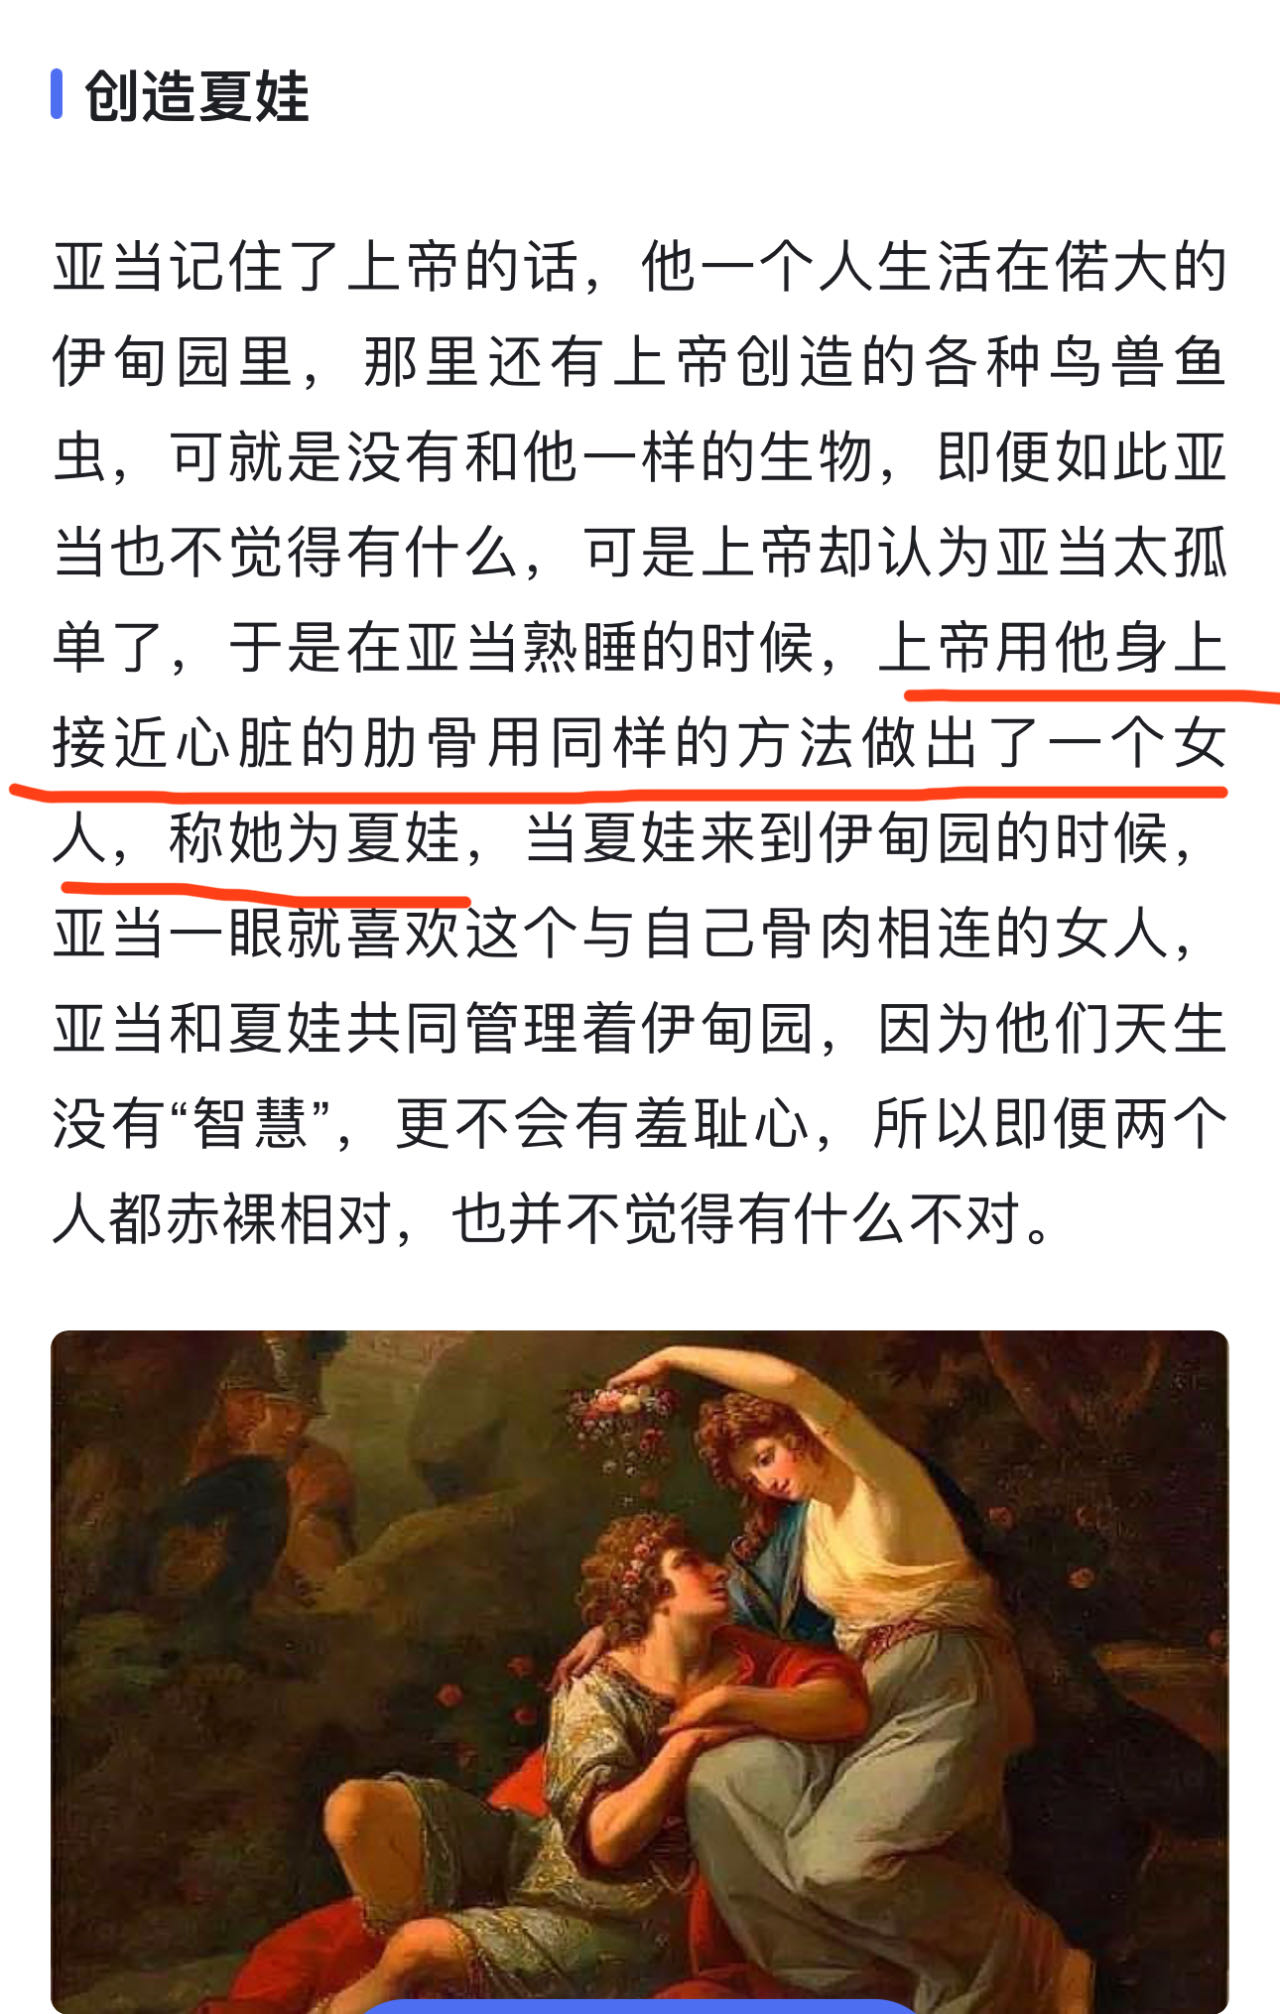 创造夏娃
亚当记住了上帝的话，他一个人生活在偌大的
伊甸园里，那里还有上帝创造的各种鸟兽鱼
虫，可就是没有和他一样的生物，即便如此亚
当也不觉得有什么，可是上帝却认为亚当太孤
单了，于是在亚当熟睡的时候，上帝用他身上
接近心脏的肋骨用同样的方法做出了一个女
人，称她为夏娃，当夏娃来到伊甸园的时候，
亚当一眼就喜欢这个与自己骨肉相连的女人，
亚当和夏娃共同管理着伊甸园，因为他们天生
没有“智慧”，更不会有羞耻心，所以即便两个
人都赤裸相对，也并不觉得有什么不对。